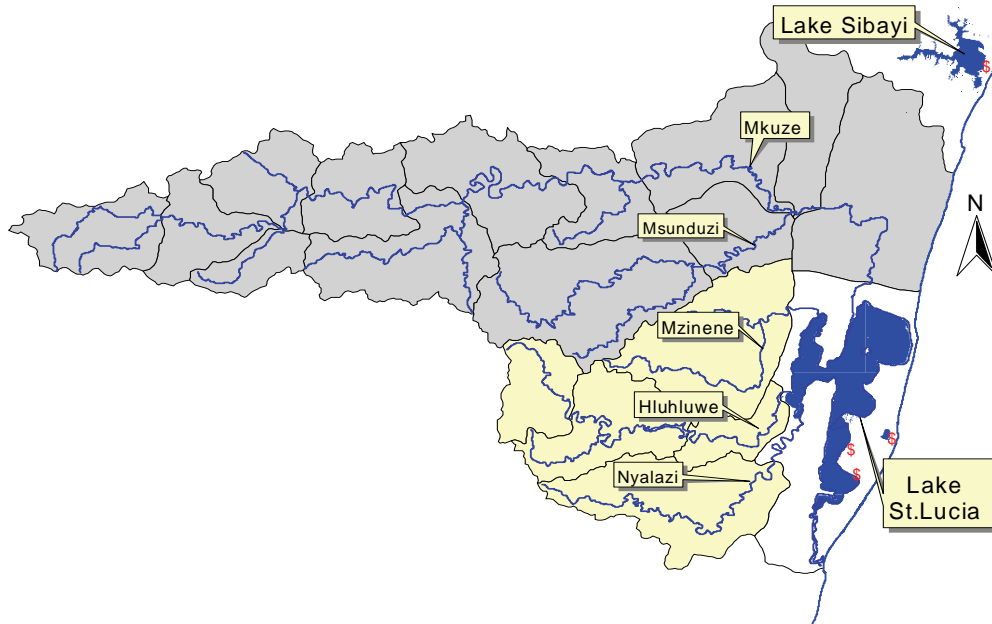 Lake Sibayi
$
Mkuze
N
Msunduzi
Mzinene
Hluhluwe
$
$
Nyalazi
$
Lake
St.Lucia